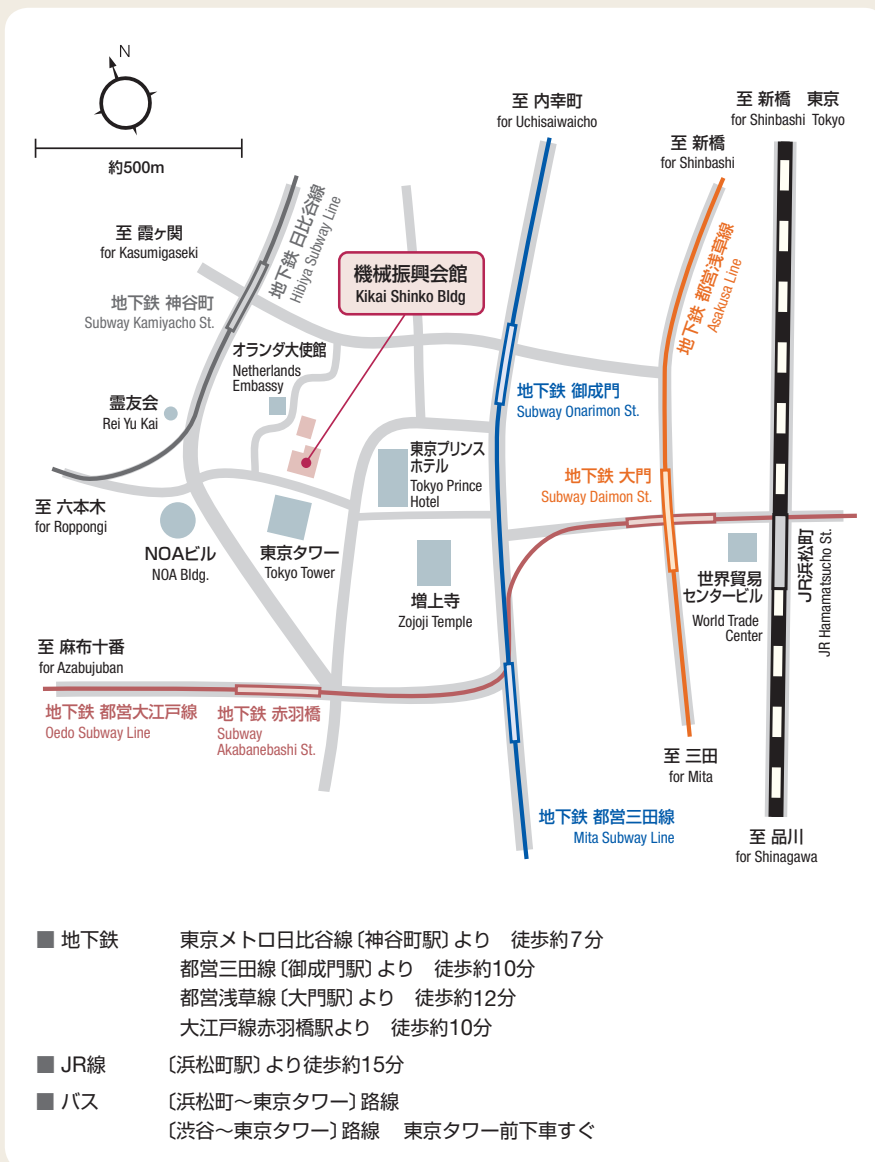 N
約500m
至 内幸町
for Uchisaiwaicho
至 新橋 東京
for Shinbashi Tokyo
至 新橋
for Shinbashi
至 霞ヶ関
for Kasumigaseki
地下鉄 日比谷線
Hibiya Subway Line
機械振興会館
Kikai Shinko Bldg
地下鉄 都営浅草線
Asakusa Line
地下鉄 神谷町
Subway Kamiyacho St.
オランダ大使館
Netherlands
Embassy
地下鉄 御成門
Subway Onarimon St.
霊友会
Rei Yu Kai
東京プリンス
ホテル
Tokyo Prince
Hotel
地下鉄 大門
Subway Daimon St.
至 六本木
for Roppongi
NOAビル
NOA Bldg.
東京タワー
Tokyo Tower
増上寺
Zojoji Temple
世界貿易
センタービル
World Trade
Center
JR浜松町
JR Hamamatsucho St.
至 麻布十番
for Azabujuban
地下鉄 都営大江戸線
Oedo Subway Line
地下鉄 赤羽橋
Subway
Akabanebashi St.
至 三田
for Mita
地下鉄 都営三田線
Mita Subway Line
至 品川
for Shinagawa
■ 地下鉄 東京メトロ日比谷線〔神谷町駅〕より 徒歩約7分
都営三田線〔御成門駅〕より 徒歩約10分
都営浅草線〔大門駅〕より 徒歩約12分
大江戸線赤羽橋駅より 徒歩約10分
■ JR線 〔浜松町駅〕より徒歩約15分
■ バス 〔浜松町～東京タワー〕路線
〔渋谷～東京タワー〕路線 東京タワー前下車すぐ